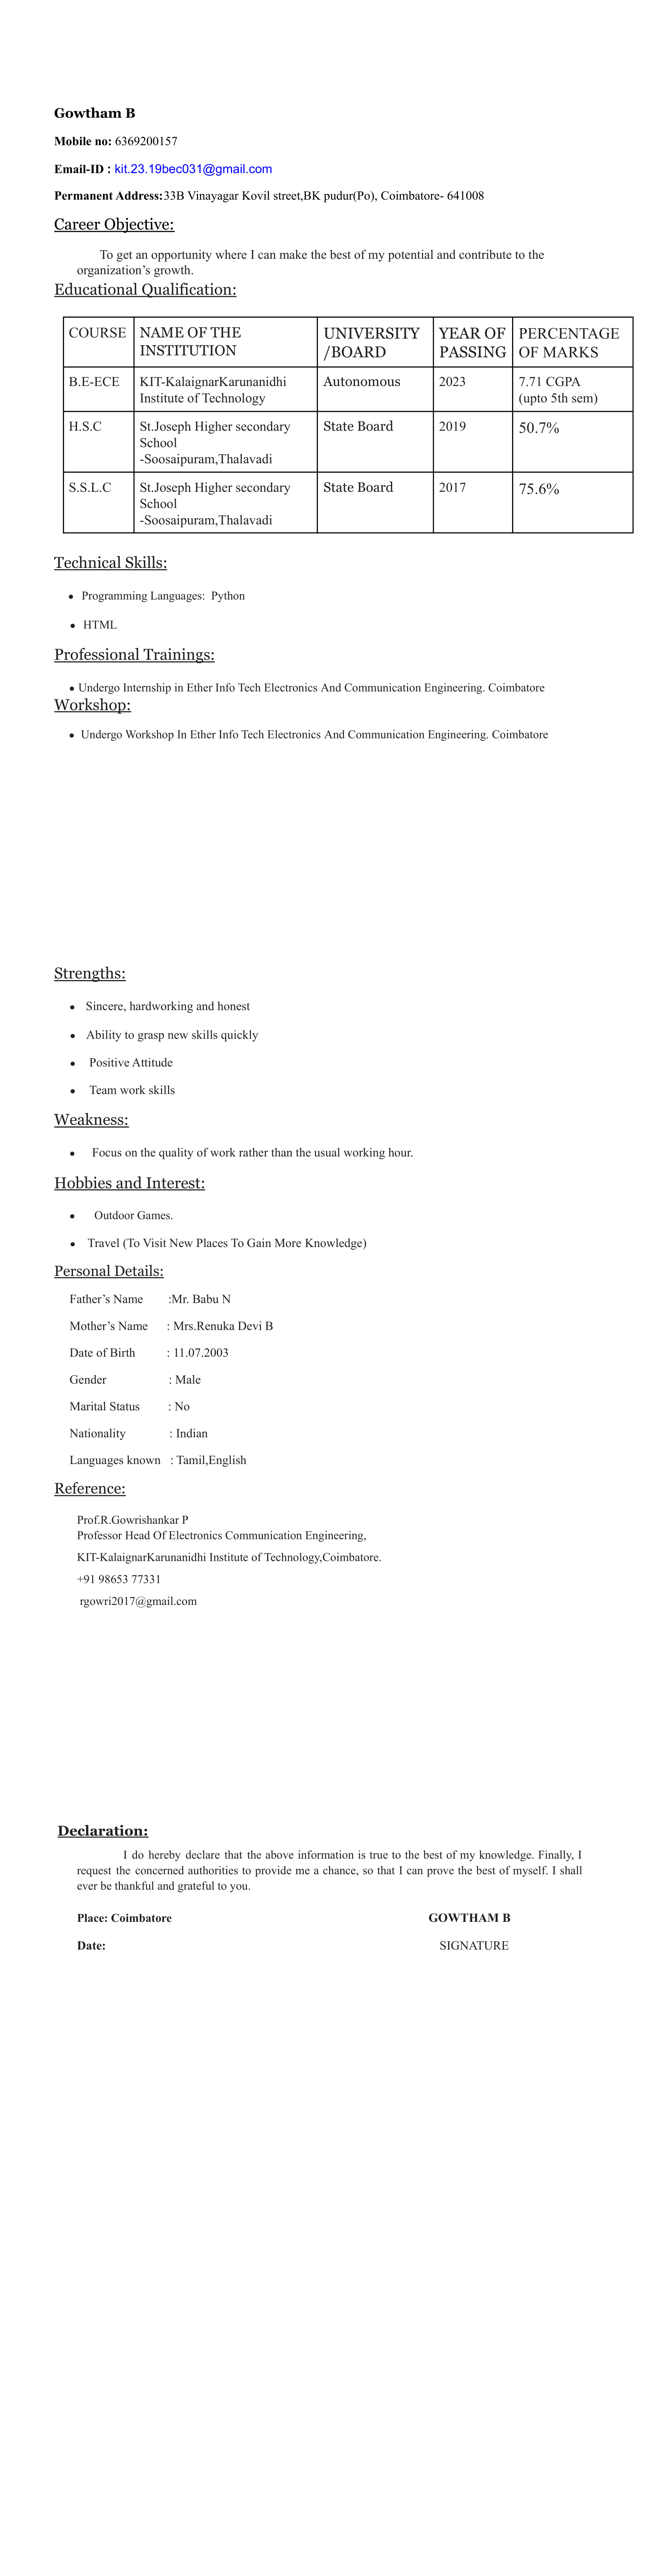 Gowtham B
Mobile no: 6369200157
Email-ID : kit.23.19bec031@gmail.com
Permanent Address:33B Vinayagar Kovil street,BK pudur(Po), Coimbatore- 641008
Career Objective:
To get an opportunity where I can make the best of my potential and contribute to the
organization’s growth.
Educational Qualification:
COURSE NAME OF THE INSTITUTION UNIVERSITY /BOARD YEAR OF PASSING PERCENTAGE OF MARKS
B.E-ECE KIT-KalaignarKarunanidhi Institute of Technology Autonomous 2023 7.71 CGPA (upto 5th sem)
H.S.C St.Joseph Higher secondary School -Soosaipuram,Thalavadi State Board 2019 50.7%
S.S.L.C St.Joseph Higher secondary School -Soosaipuram,Thalavadi State Board 2017 75.6%
Technical Skills:
● Programming Languages: Python
● HTML
Professional Trainings:
● Undergo Internship in Ether Info Tech Electronics And Communication Engineering. Coimbatore
Workshop:
● Undergo Workshop In Ether Info Tech Electronics And Communication Engineering. Coimbatore
Strengths:
● Sincere, hardworking and honest
● Ability to grasp new skills quickly
● Positive Attitude
● Team work skills
Weakness:
● Focus on the quality of work rather than the usual working hour.
Hobbies and Interest:
● Outdoor Games.
● Travel (To Visit New Places To Gain More Knowledge)
Personal Details:
Father’s Name :Mr. Babu N
Mother’s Name : Mrs.Renuka Devi B
Date of Birth : 11.07.2003
Gender : Male
Marital Status : No
Nationality : Indian
Languages known : Tamil,English
Reference:
Prof.R.Gowrishankar P
Professor Head Of Electronics Communication Engineering,
KIT-KalaignarKarunanidhi Institute of Technology,Coimbatore.
+91 98653 77331
rgowri2017@gmail.com
Declaration:
I do hereby declare that the above information is true to the best of my knowledge. Finally, I
request the concerned authorities to provide me a chance, so that I can prove the best of myself. I shall
ever be thankful and grateful to you.
Place: Coimbatore GOWTHAM B
Date: SIGNATURE